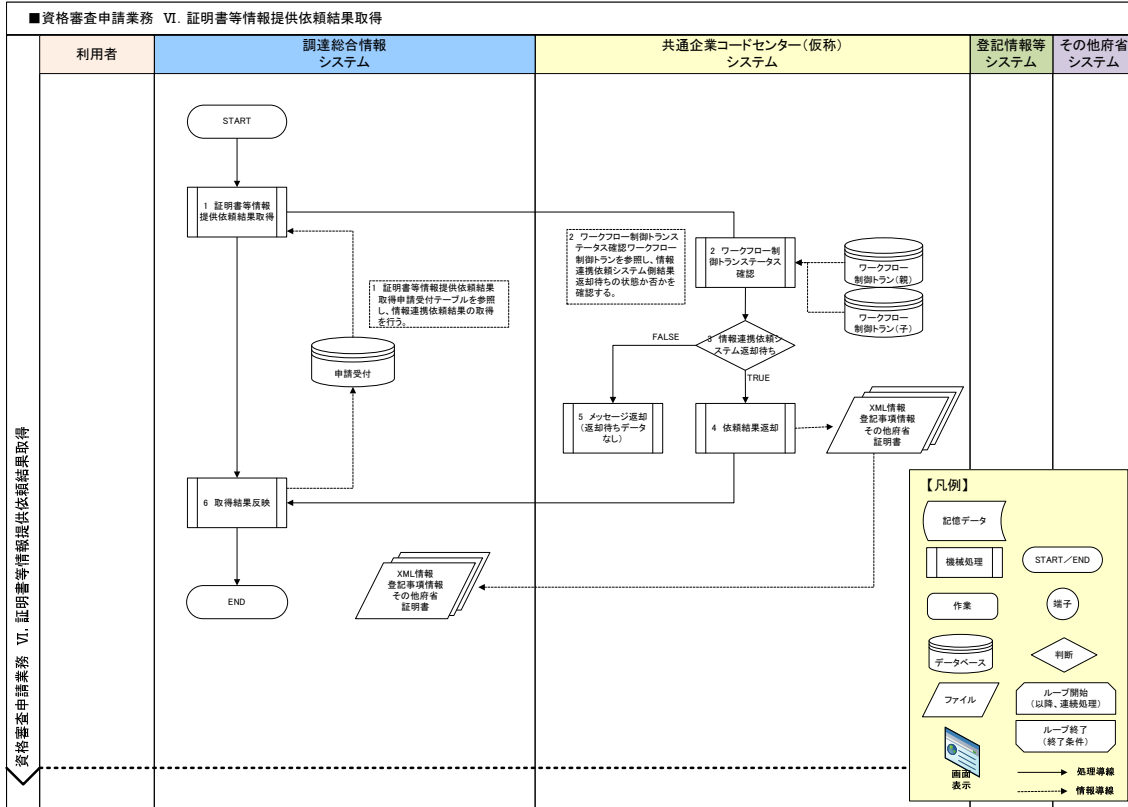 ■資格審査申請業務 Ⅵ. 証明書等情報提供依頼結果取得
利用者
調達総合情報
システム
共通企業コードセンター(仮称)
システム
登記情報等
システム
その他府省
システム
START
1 証明書等情報
提供依頼結果取得
1 証明書等情報提供依頼結果
取得申請受付テーブルを参照
し、情報連携依頼結果の取得
を行う。
申請受付
6 取得結果反映
END
XML情報
登記事項情報
その他府省
証明書
2 ワークフロー制御トランス
テータス確認ワークフロー
制御トランを参照し、情報
連携依頼システム側結果
返却待ちの状態か否かを
確認する。
2 ワークフロー制
御トランステータス
確認
ワークフロー
制御トラン(親)
ワークフロー
制御トラン(子)
3 情報連携依頼シ
ステム返却待ち
FALSE
TRUE
5 メッセージ返却
(返却待ちデータ
なし)
4 依頼結果返却
XML情報
登記事項情報
その他府省
証明書
資格審査申請業務 Ⅵ. 証明書等情報提供依頼結果取得
【凡例】
記憶データ
機械処理
START/END
作業
端子
データベース
判断
ファイル
ループ開始
(以降、連続処理)
ループ終了
(終了条件)
画面
表示
処理導線
情報導線